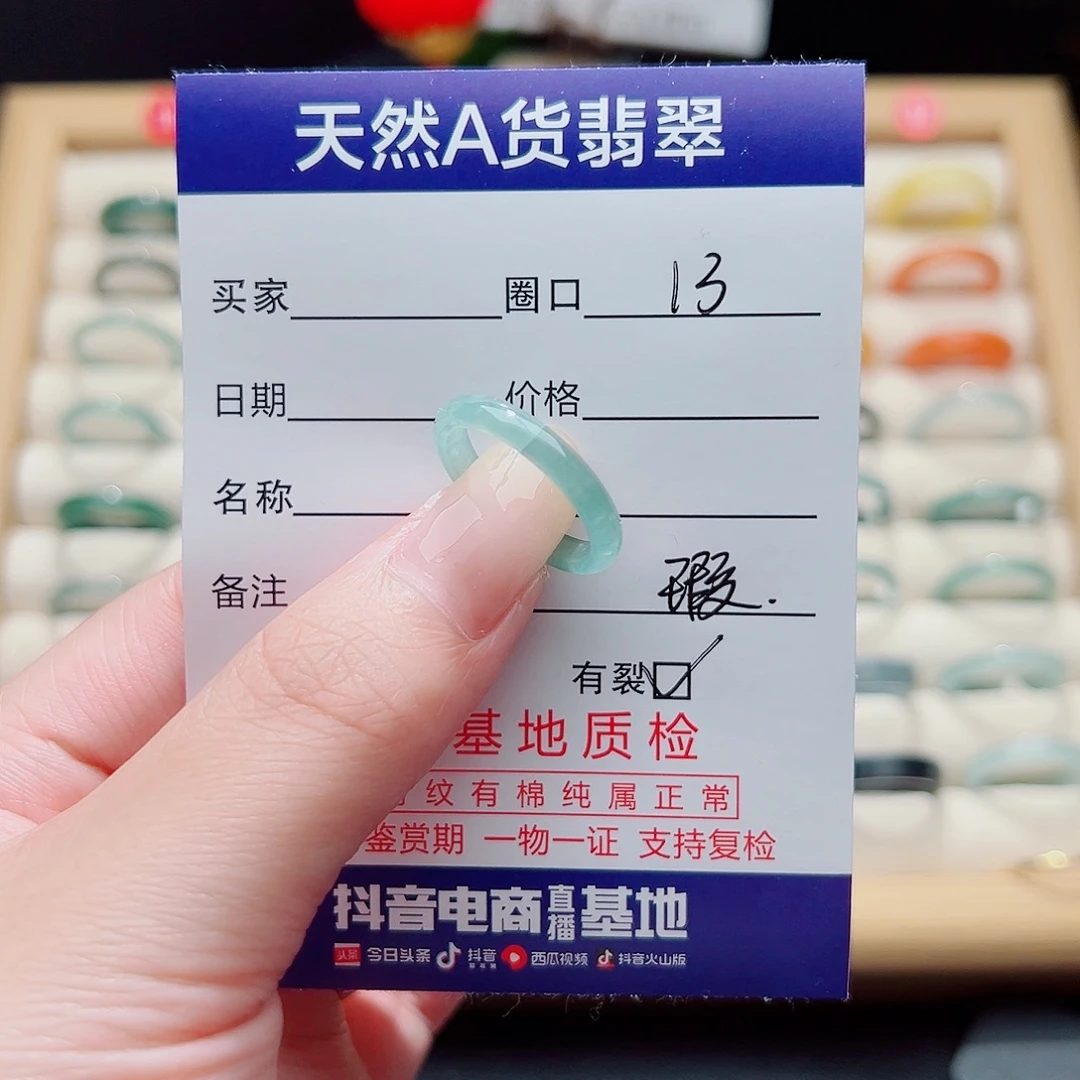 天然A货翡翠
买家 圈口 13
日期 价格
名称
备注 瑕.
有裂
基地质检
纹有棉纯属正常
鉴赏期 一物一证 支持复检
抖音电商直播基地
头条 今日头条 抖音 西瓜视频 抖音火山版